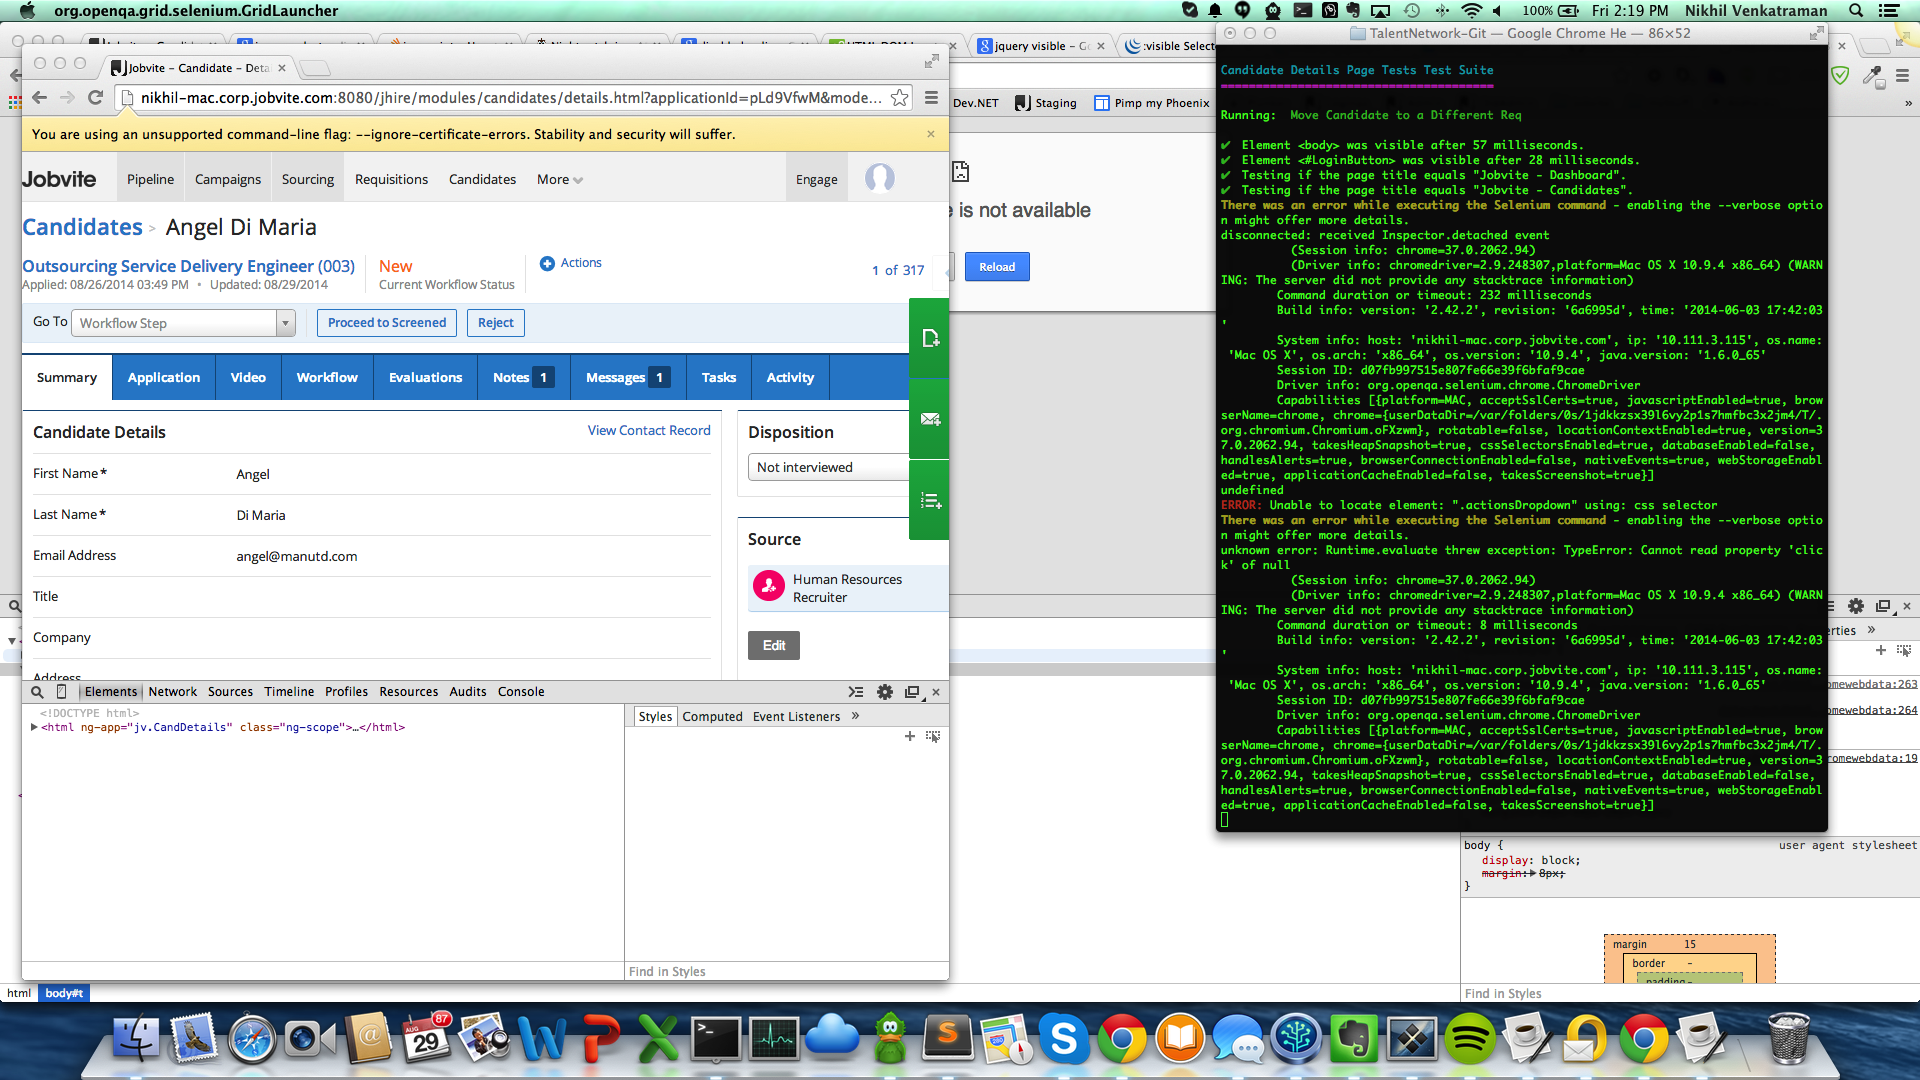 org.openqa.grid.selenium.GridLauncher
100%
Fri 2:19 PM
Nikhil Venkatraman
jquery visible – Go
:visible Select
TalentNetwork-Git — Google Chrome He — 86×52
Jobvite – Candidate – Deta
nikhil-mac.corp.jobvite.com:8080/jhire/modules/candidates/details.html?applicationId=pLd9VfwM&mode...
Dev.NET
Staging
Pimp my Phoenix
You are using an unsupported command-line flag: --ignore-certificate-errors. Stability and security will suffer.
Jobvite
Pipeline
Campaigns
Sourcing
Requisitions
Candidates
More
Engage
Candidates > Angel Di Maria
e is not available
Reload
Outsourcing Service Delivery Engineer (003)
Applied: 08/26/2014 03:49 PM • Updated: 08/29/2014
New
Current Workflow Status
Actions
1 of 317
Go To
Workflow Step
Proceed to Screened
Reject
Summary
Application
Video
Workflow
Evaluations
Notes 1
Messages 1
Tasks
Activity
Candidate Details
View Contact Record
First Name*
Angel
Last Name*
Di Maria
Email Address
angel@manutd.com
Title
Company
Address
Disposition
Not interviewed
Source
Human Resources
Recruiter
Edit
Elements Network Sources Timeline Profiles Resources Audits Console
<!DOCTYPE html>
<html ng-app="jv.CandDetails" class="ng-scope">…</html>
Styles Computed Event Listeners »
Find in Styles
html body#t
Candidate Details Page Tests Test Suite
=======================================
Running:  Move Candidate to a Different Req
✔ Element <body> was visible after 57 milliseconds.
✔ Element <#LoginButton> was visible after 28 milliseconds.
✔ Testing if the page title equals "Jobvite - Dashboard".
✔ Testing if the page title equals "Jobvite - Candidates".
There was an error while executing the Selenium command - enabling the --verbose optio
n might offer more details.
disconnected: received Inspector.detached event
(Session info: chrome=37.0.2062.94)
(Driver info: chromedriver=2.9.248307,platform=Mac OS X 10.9.4 x86_64) (WARN
ING: The server did not provide any stacktrace information)
Command duration or timeout: 232 milliseconds
Build info: version: '2.42.2', revision: '6a6995d', time: '2014-06-03 17:42:03
'
System info: host: 'nikhil-mac.corp.jobvite.com', ip: '10.111.3.115', os.name:
'Mac OS X', os.arch: 'x86_64', os.version: '10.9.4', java.version: '1.6.0_65'
Session ID: d07fb997515e807fe66e39f6bfaf9cae
Driver info: org.openqa.selenium.chrome.ChromeDriver
Capabilities [{platform=MAC, acceptSslCerts=true, javascriptEnabled=true, brow
serName=chrome, chrome={userDataDir=/var/folders/0s/1jdkkzsx39l6vy2p1s7hmfbc3x2jm4/T/.
org.chromium.Chromium.oFXzwm}, rotatable=false, locationContextEnabled=true, version=3
7.0.2062.94, takesHeapSnapshot=true, cssSelectorsEnabled=true, databaseEnabled=false,
handlesAlerts=true, browserConnectionEnabled=false, nativeEvents=true, webStorageEnabl
ed=true, applicationCacheEnabled=false, takesScreenshot=true}]
undefined
ERROR: Unable to locate element: ".actionsDropdown" using: css selector
There was an error while executing the Selenium command - enabling the --verbose optio
n might offer more details.
unknown error: Runtime.evaluate threw exception: TypeError: Cannot read property 'clic
k' of null
(Session info: chrome=37.0.2062.94)
(Driver info: chromedriver=2.9.248307,platform=Mac OS X 10.9.4 x86_64) (WARN
ING: The server did not provide any stacktrace information)
Command duration or timeout: 8 milliseconds
Build info: version: '2.42.2', revision: '6a6995d', time: '2014-06-03 17:42:03
'
System info: host: 'nikhil-mac.corp.jobvite.com', ip: '10.111.3.115', os.name:
'Mac OS X', os.arch: 'x86_64', os.version: '10.9.4', java.version: '1.6.0_65'
Session ID: d07fb997515e807fe66e39f6bfaf9cae
Driver info: org.openqa.selenium.chrome.ChromeDriver
Capabilities [{platform=MAC, acceptSslCerts=true, javascriptEnabled=true, brow
serName=chrome, chrome={userDataDir=/var/folders/0s/1jdkkzsx39l6vy2p1s7hmfbc3x2jm4/T/.
org.chromium.Chromium.oFXzwm}, rotatable=false, locationContextEnabled=true, version=3
7.0.2062.94, takesHeapSnapshot=true, cssSelectorsEnabled=true, databaseEnabled=false,
handlesAlerts=true, browserConnectionEnabled=false, nativeEvents=true, webStorageEnabl
ed=true, applicationCacheEnabled=false, takesScreenshot=true}]
erties »
omewebdata:263
omewebdata:264
omewebdata:19
body {
user agent stylesheet
display: block;
margin:▶8px;
}
margin 15
border -
padding -
Find in Styles
AUG
29
87